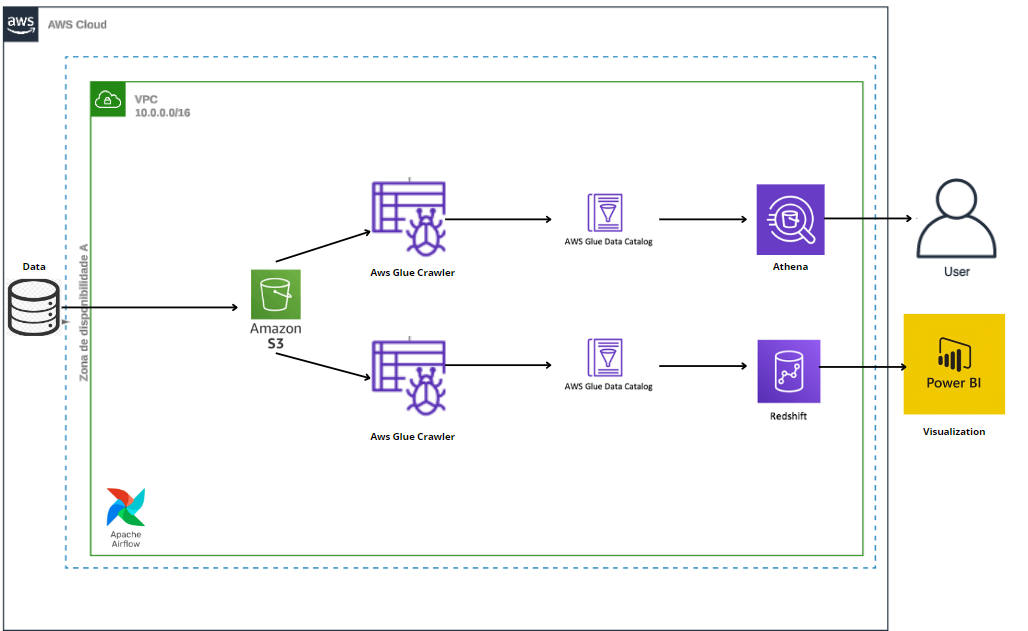 aws
AWS Cloud
VPC
10.0.0.0/16
Zona de disponibilidade A
Data
Amazon
S3
Aws Glue Crawler
AWS Glue Data Catalog
Athena
User
Aws Glue Crawler
AWS Glue Data Catalog
Redshift
Power BI
Visualization
Apache
Airflow